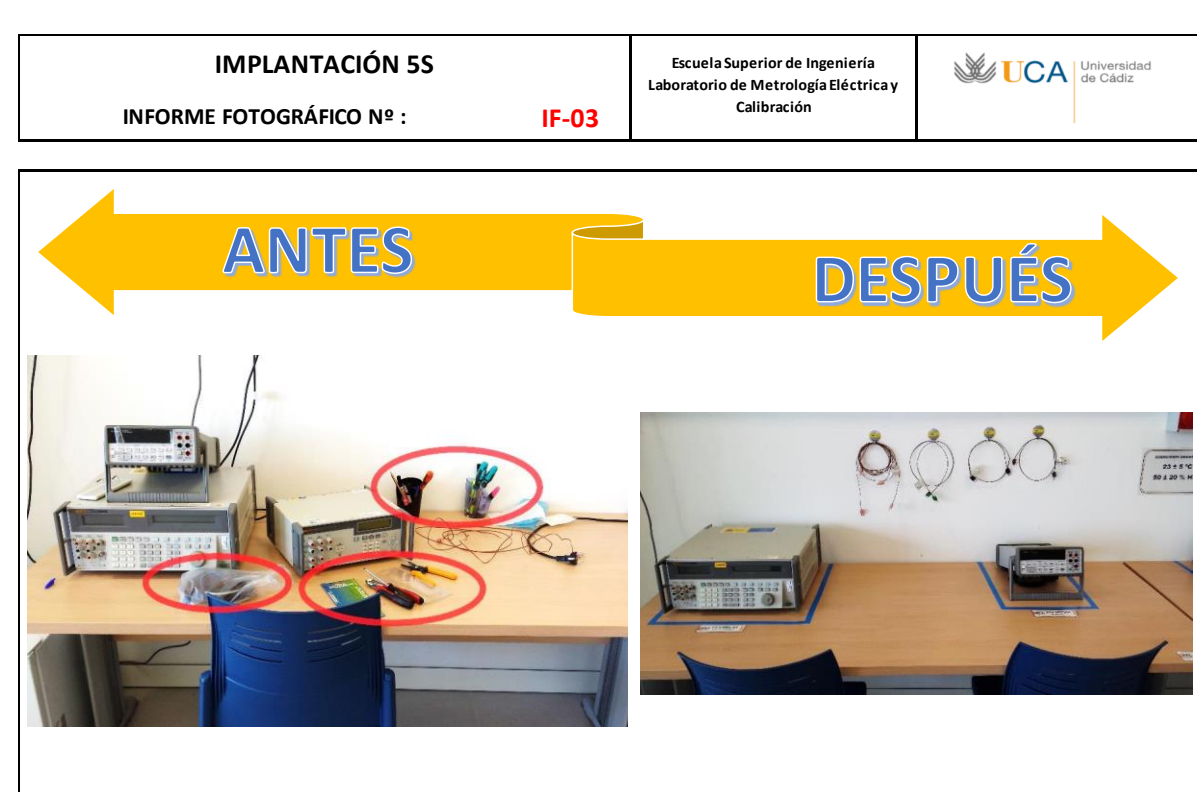 IMPLANTACIÓN 5S
INFORME FOTOGRÁFICO Nº :
IF-03
Escuela Superior de Ingeniería
Laboratorio de Metrología Eléctrica y
Calibración
UCA
Universidad
de Cádiz
ANTES
DESPUÉS
23 ± 5 ºC
50 ± 20 % H